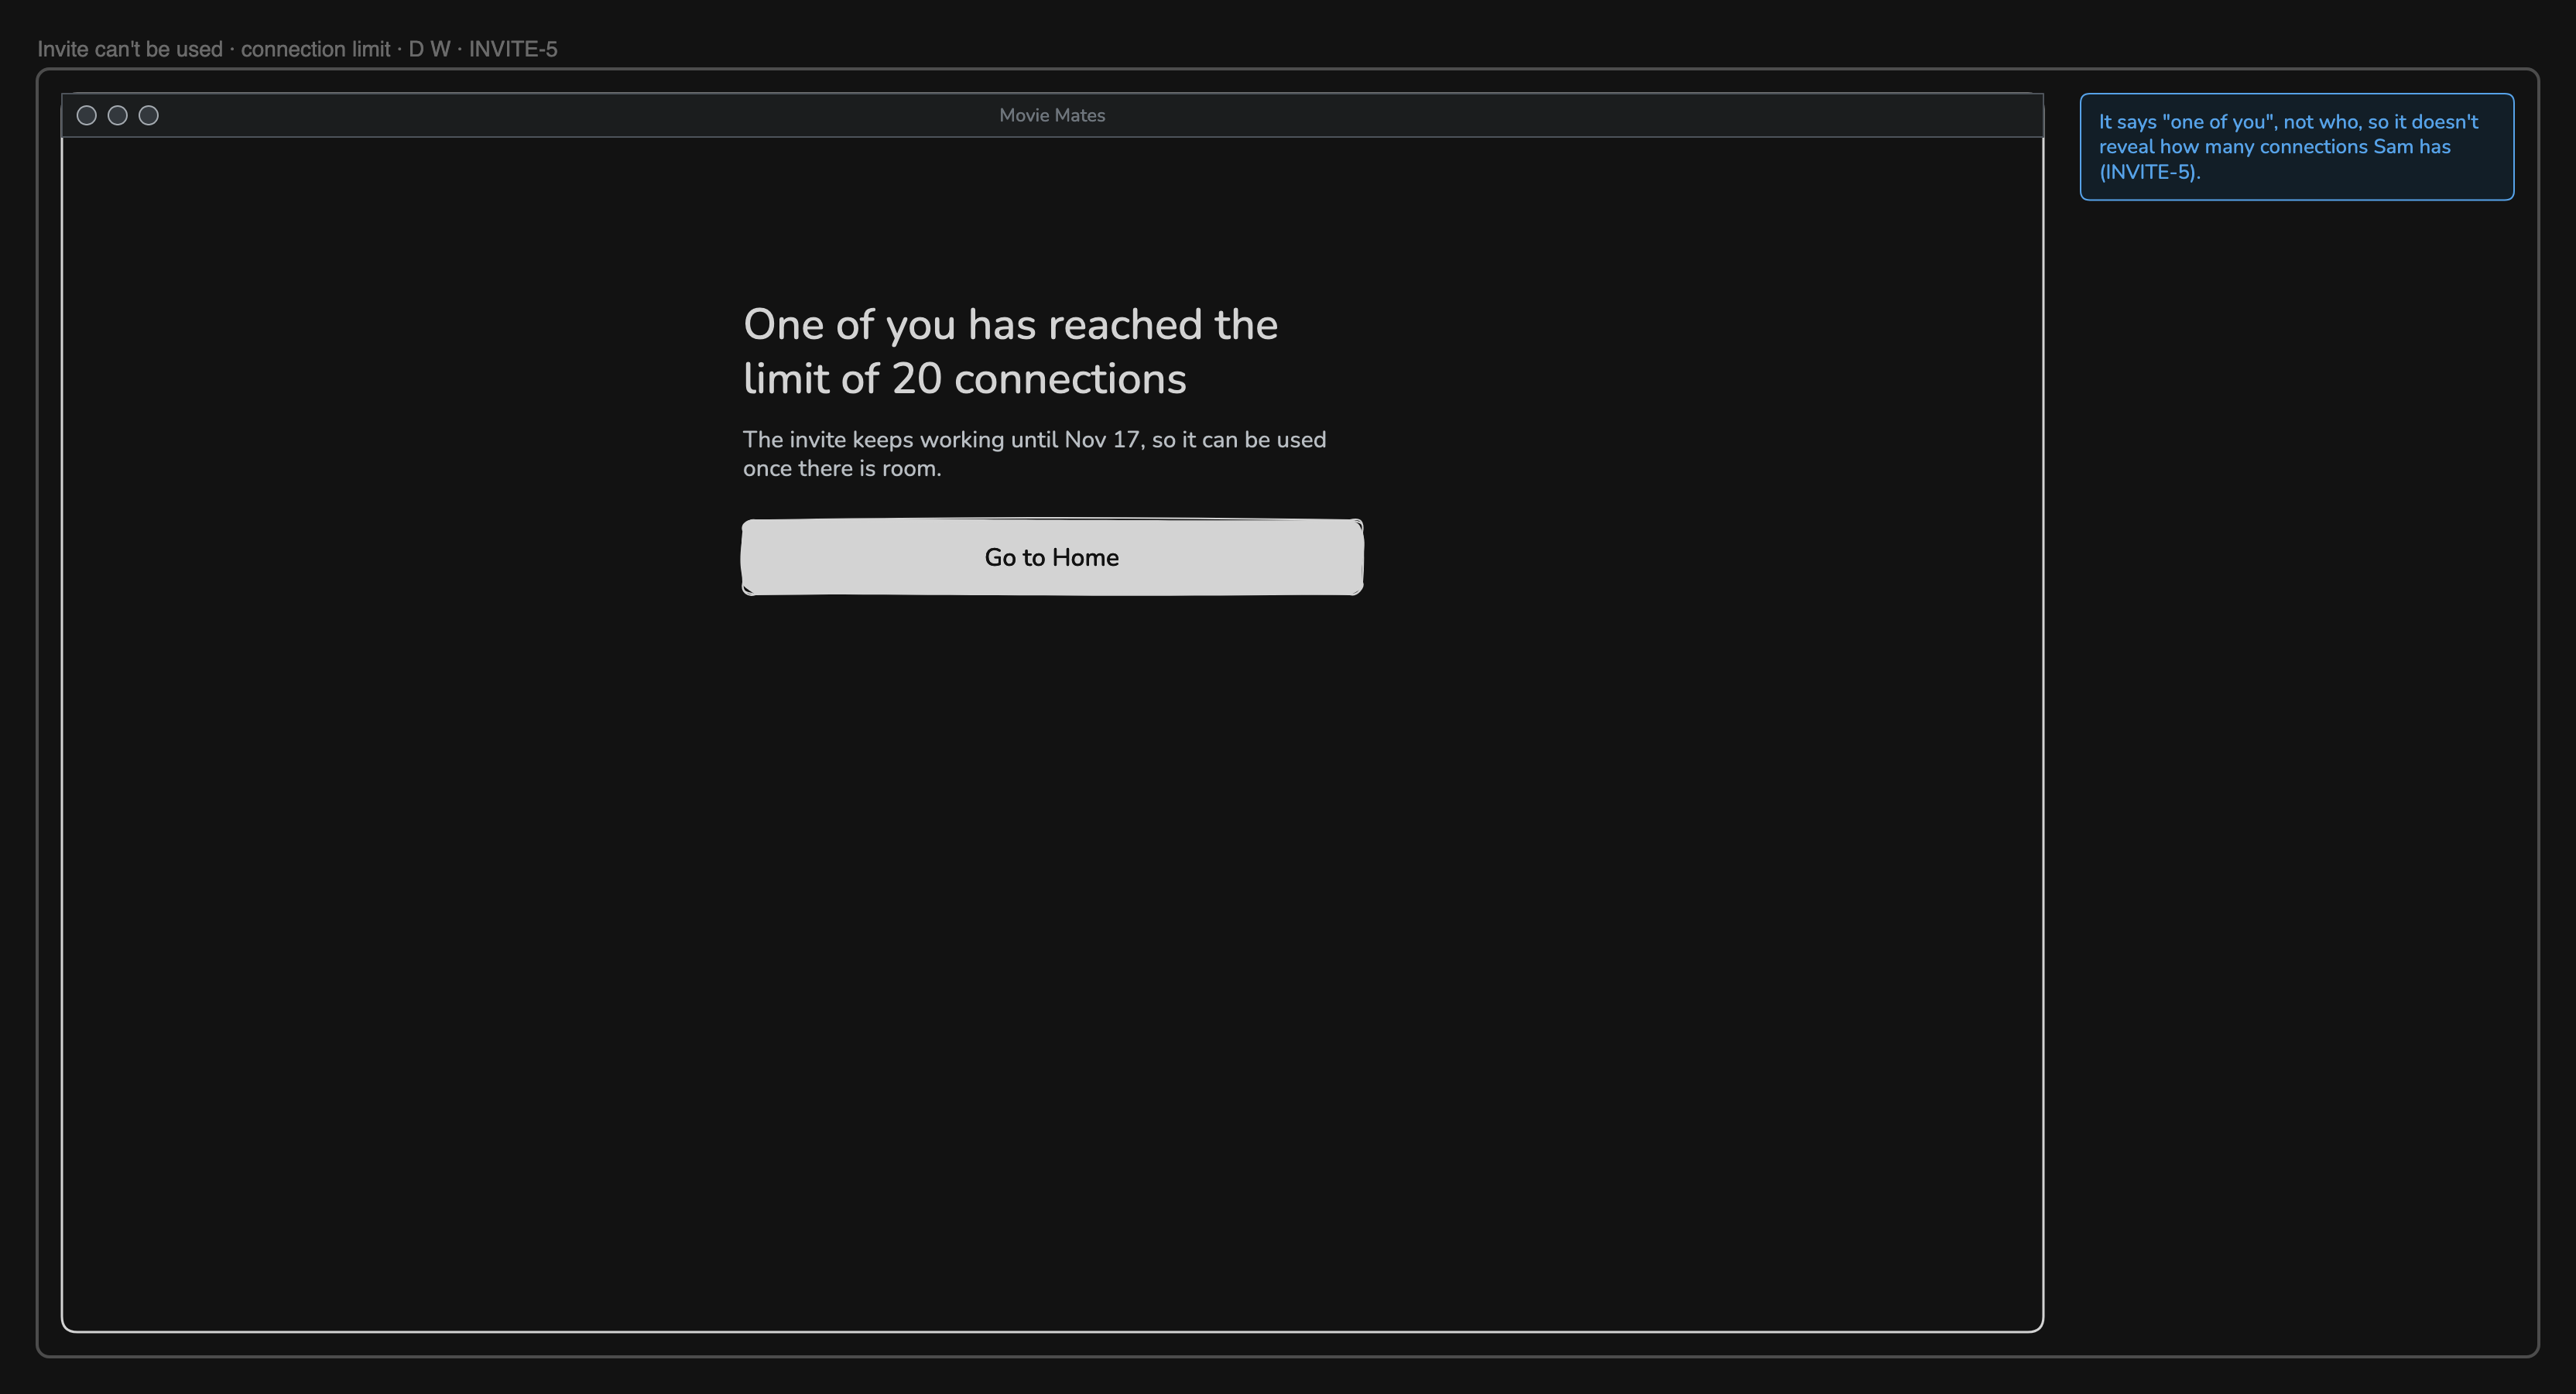 Invite can't be used · connection limit · D W · INVITE-5
Movie Mates
It says "one of you", not who, so it doesn't
reveal how many connections Sam has
(INVITE-5).
One of you has reached the
limit of 20 connections
The invite keeps working until Nov 17, so it can be used
once there is room.
Go to Home